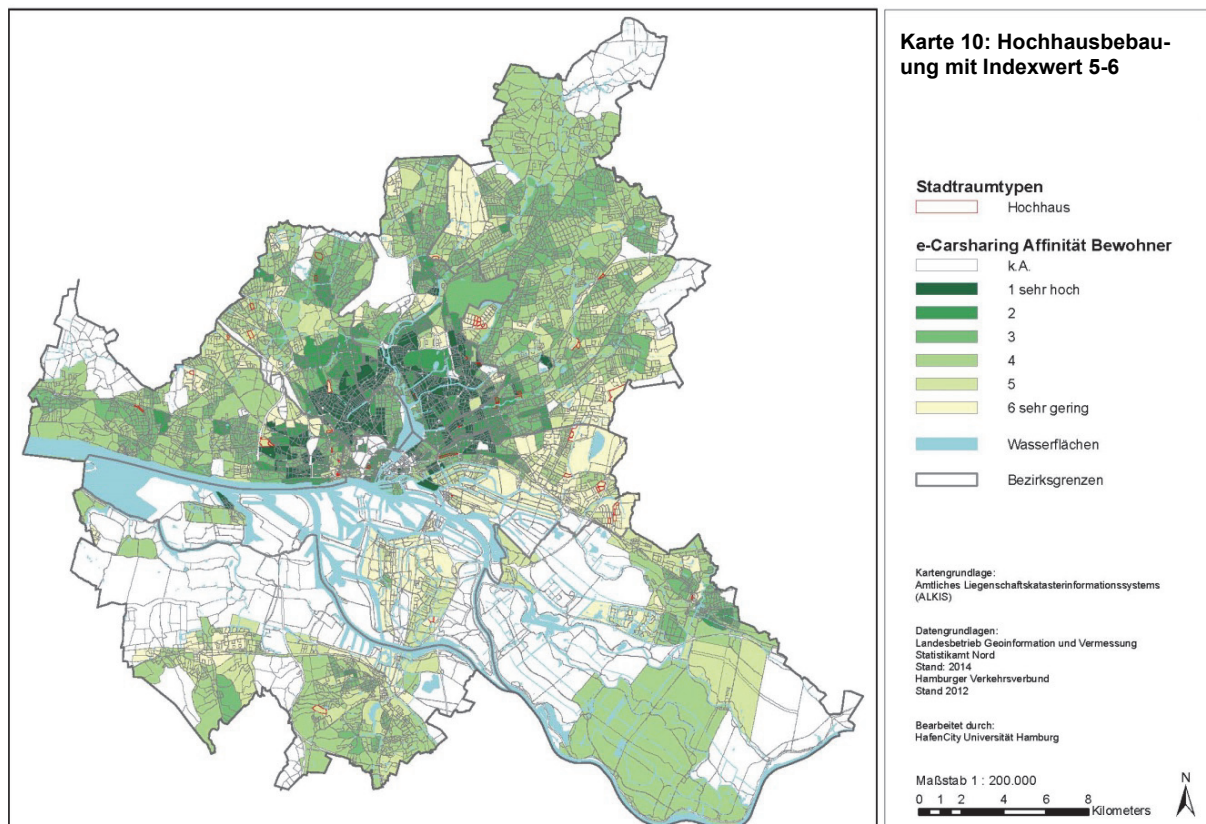 Karte 10: Hochhausbebau-
ung mit Indexwert 5-6
Stadtraumtypen
Hochhaus
e-Carsharing Affinität Bewohner
k.A.
1 sehr hoch
2
3
4
5
6 sehr gering
Wasserflächen
Bezirksgrenzen
Kartengrundlage:
Amtliches Liegenschaftskatasterinformationssystems
(ALKIS)
Datengrundlagen:
Landesbetrieb Geoinformation und Vermessung
Statistikamt Nord
Stand: 2014
Hamburger Verkehrsverbund
Stand 2012
Bearbeitet durch:
HafenCity Universität Hamburg
Maßstab 1 : 200.000
0 1 2 4 6 8
Kilometers
N